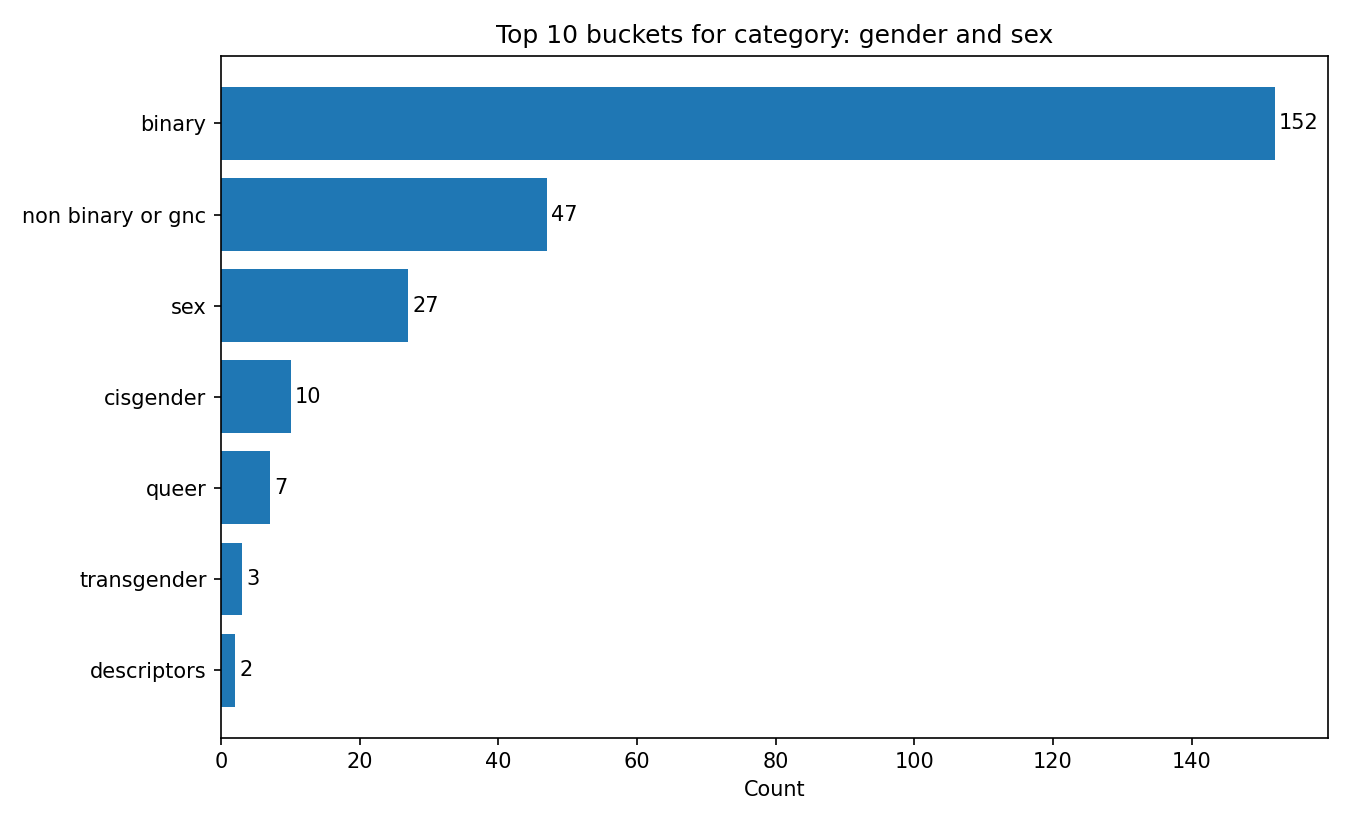 Top 10 buckets for category: gender and sex
binary 152
non binary or gnc 47
sex 27
cisgender 10
queer 7
transgender 3
descriptors 2
0 20 40 60 80 100 120 140
Count